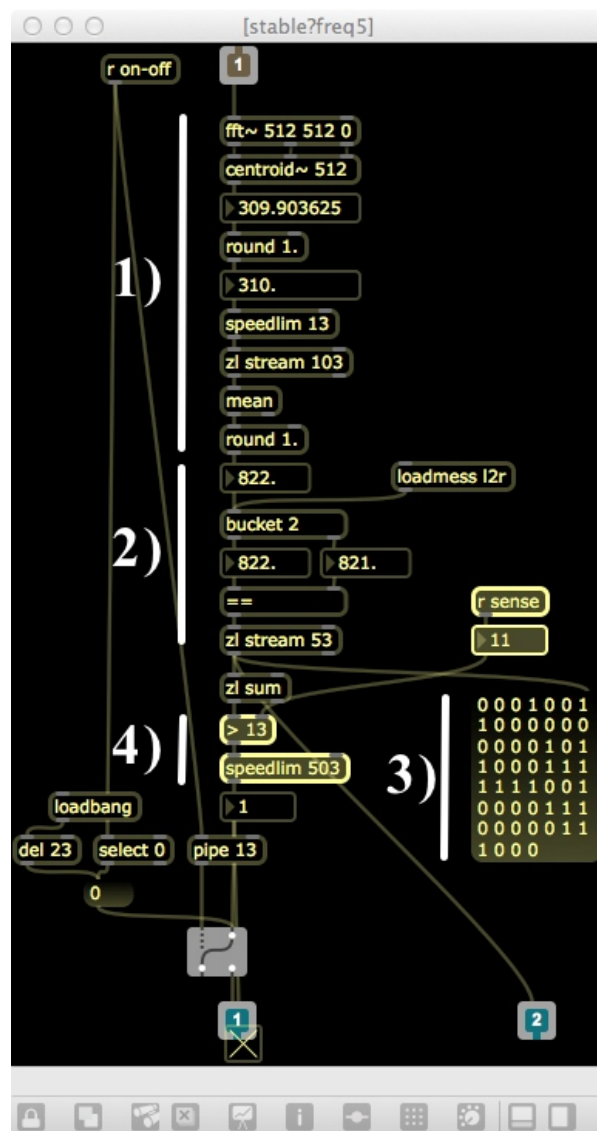 [stable?freq5]
r on-off
1
fft~ 512 512 0
centroid~ 512
309.903625
round 1.
1)
310.
speedlim 13
zl stream 103
mean
round 1.
822.
loadmess l2r
bucket 2
2)
822.
821.
==
r sense
zl stream 53
11
zl sum
> 13
4)
speedlim 503
3)
0 0 0 1 0 0 1
1 0 0 0 0 0 0
0 0 0 0 1 0 1
1 0 0 0 1 1 1
1 1 1 1 0 0 1
0 0 0 0 1 1 1
0 0 0 0 0 1 1
1 0 0 0
loadbang
1
del 23
select 0
pipe 13
0
1
2